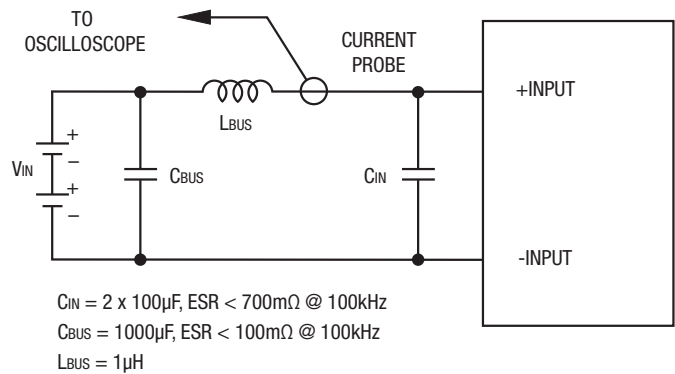 TO
OSCILLOSCOPE
CURRENT
PROBE
+INPUT
LBUS
VIN
+
–
+
–
CBUS
CIN
-INPUT
CIN = 2 x 100µF, ESR < 700mΩ @ 100kHz
CBUS = 1000µF, ESR < 100mΩ @ 100kHz
LBUS = 1µH